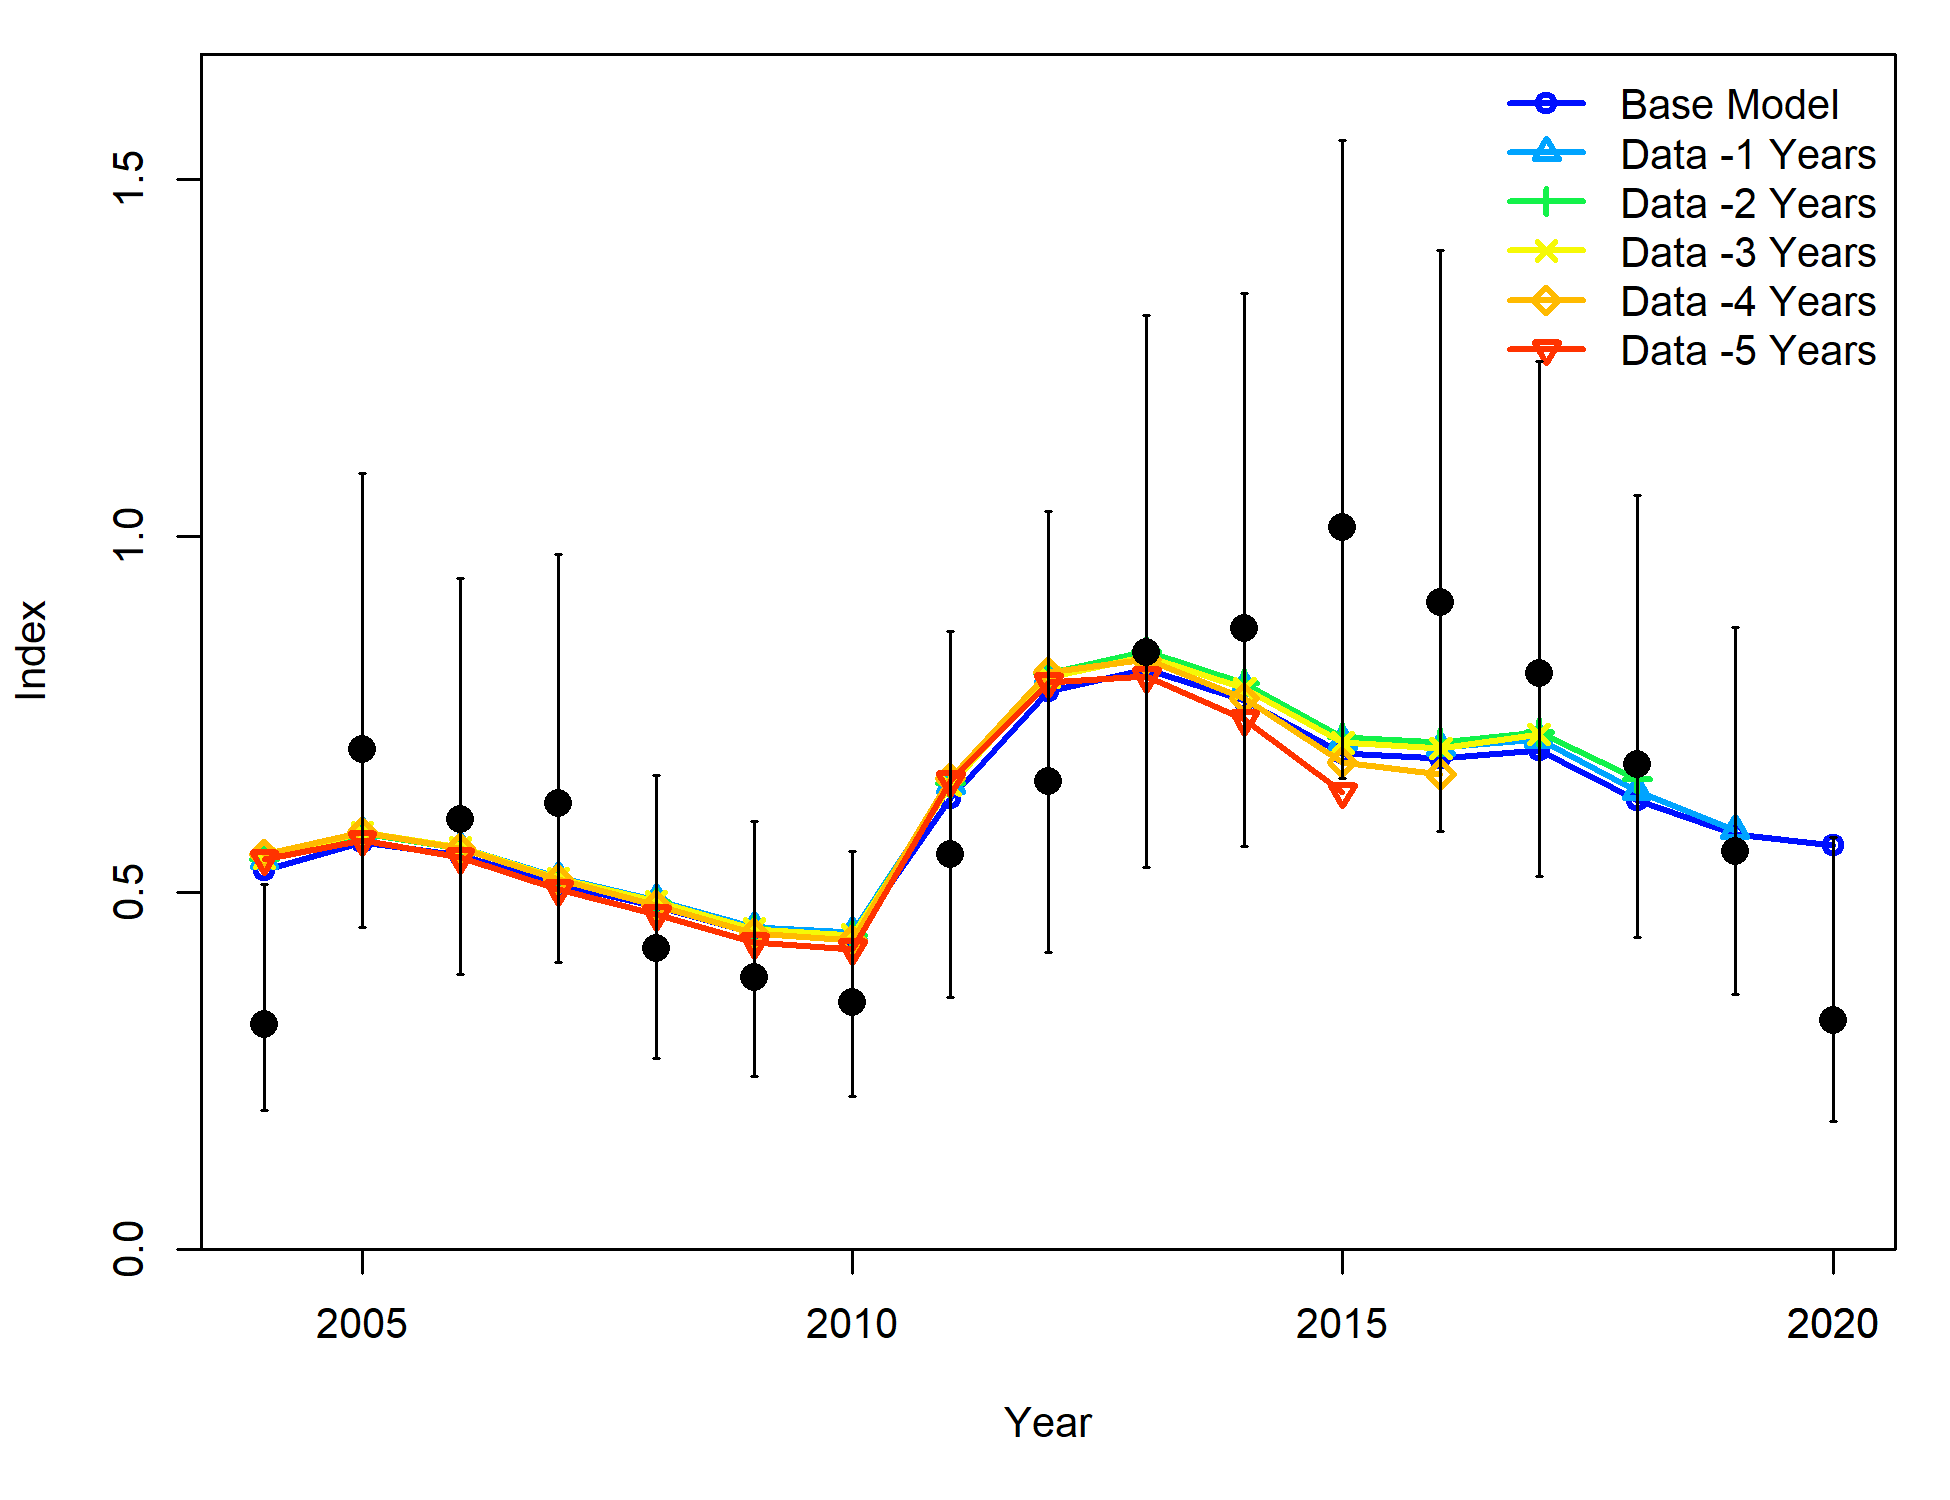 Base Model
Data -1 Years
Data -2 Years
Data -3 Years
Data -4 Years
Data -5 Years
1.5
1.0
0.5
0.0
Index
2005 2010 2015 2020
Year